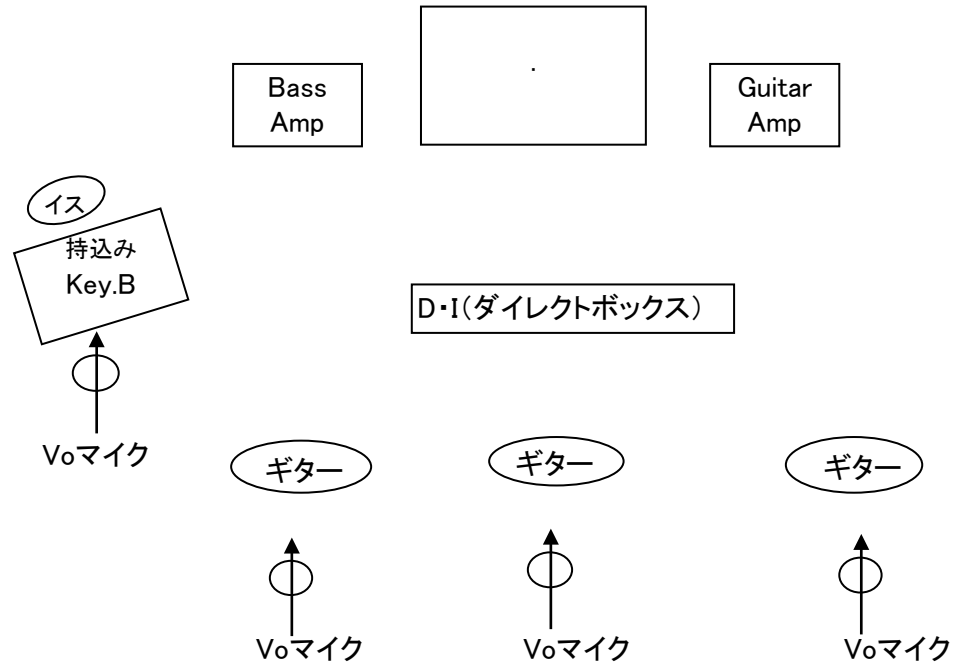 Bass
Amp
.
Guitar
Amp
イス
持込み
Key.B
D・I(ダイレクトボックス)
Voマイク
ギター
ギター
ギター
Voマイク
Voマイク
Voマイク